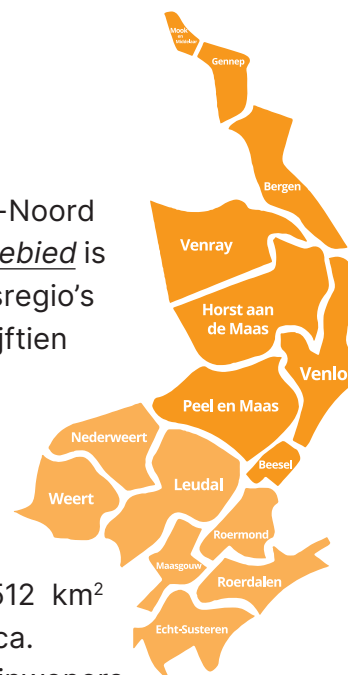 Mook
en
Middelaar
Gennep
Bergen
-Noord
ebied is
sregio's
jftien
Venray
Horst aan
de Maas
Venlo
Peel en Maas
Nederweert
Beesel
Leudal
Weert
Roermond
Maasgouw
Roerdalen
Echt-Susteren
512 km²
ca.
inwoners